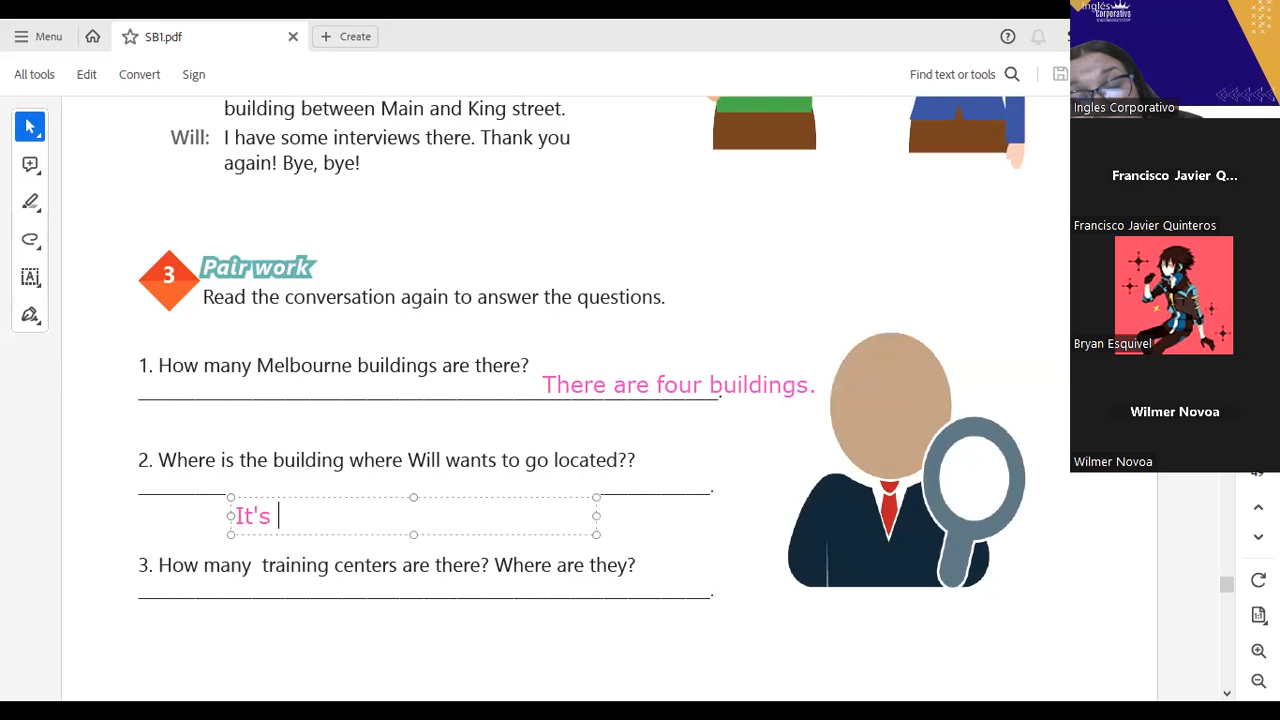 Menu
SB1.pdf
Create
All tools
Edit
Convert
Sign
Find text or tools
building between Main and King street.
Will: I have some interviews there. Thank you
again! Bye, bye!
3
Pair work
Read the conversation again to answer the questions.
1. How many Melbourne buildings are there?
There are four buildings.
2. Where is the building where Will wants to go located??
It's
3. How many training centers are there? Where are they?
Inglés
corporativo
Ingles Corporativo
Francisco Javier Q...
Francisco Javier Quinteros
Bryan Esquivel
Wilmer Novoa
Wilmer Novoa